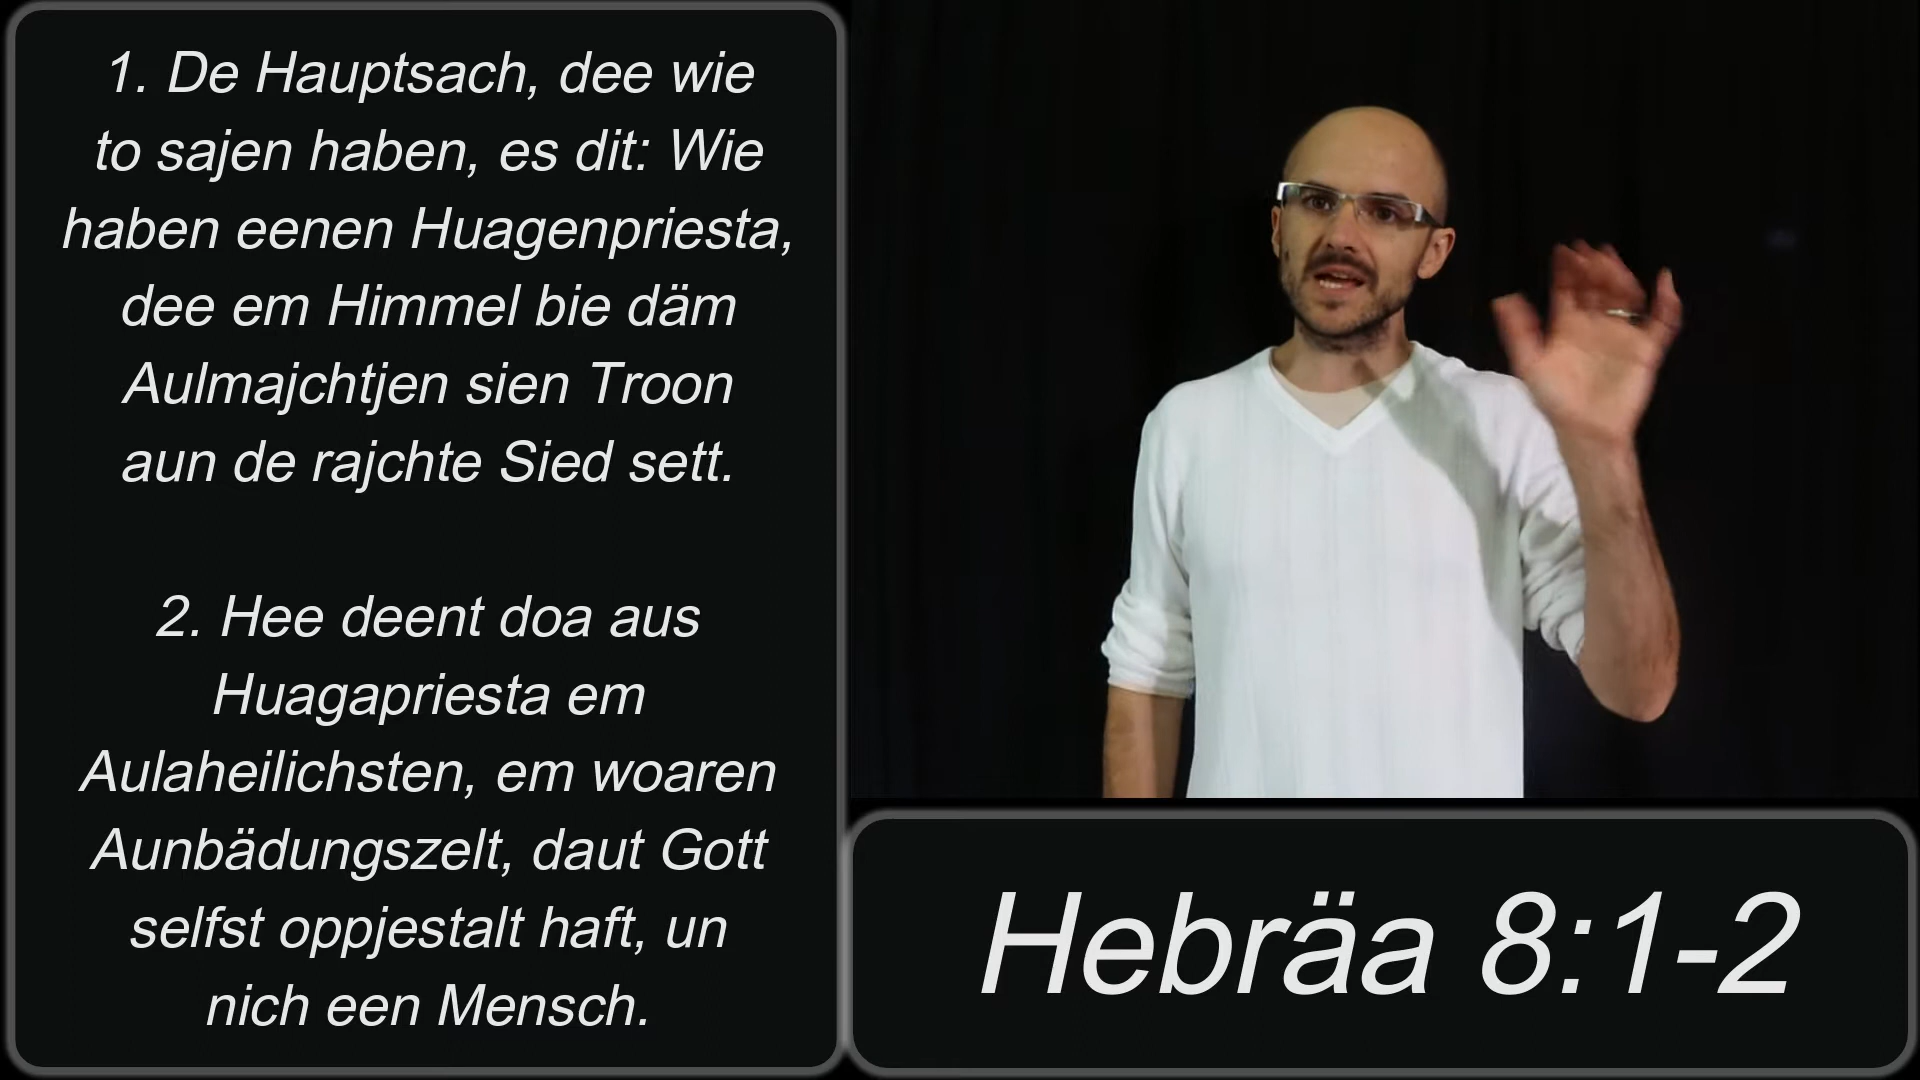 1. De Hauptsach, dee wie
to sajen haben, es dit: Wie
haben eenen Huagenpriesta,
dee em Himmel bie däm
Aulmajchtjen sien Troon
aun de rajchte Sied sett.
2. Hee deent doa aus
Huagapriesta em
Aulaheilichsten, em woaren
Aunbädungszelt, daut Gott
selfst oppjestalt haft, un
nich een Mensch.
Hebräa 8:1-2